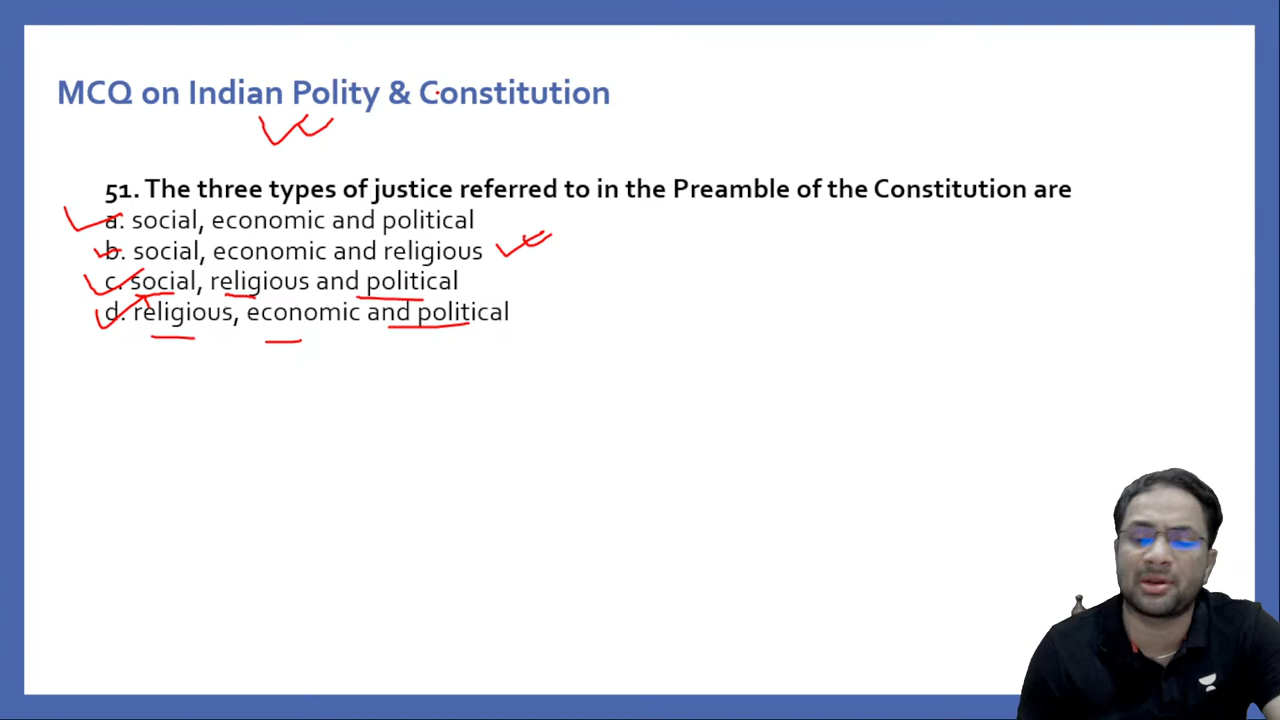 MCQ on Indian Polity & Constitution
51. The three types of justice referred to in the Preamble of the Constitution are
a. social, economic and political
b. social, economic and religious
c. social, religious and political
d. religious, economic and political